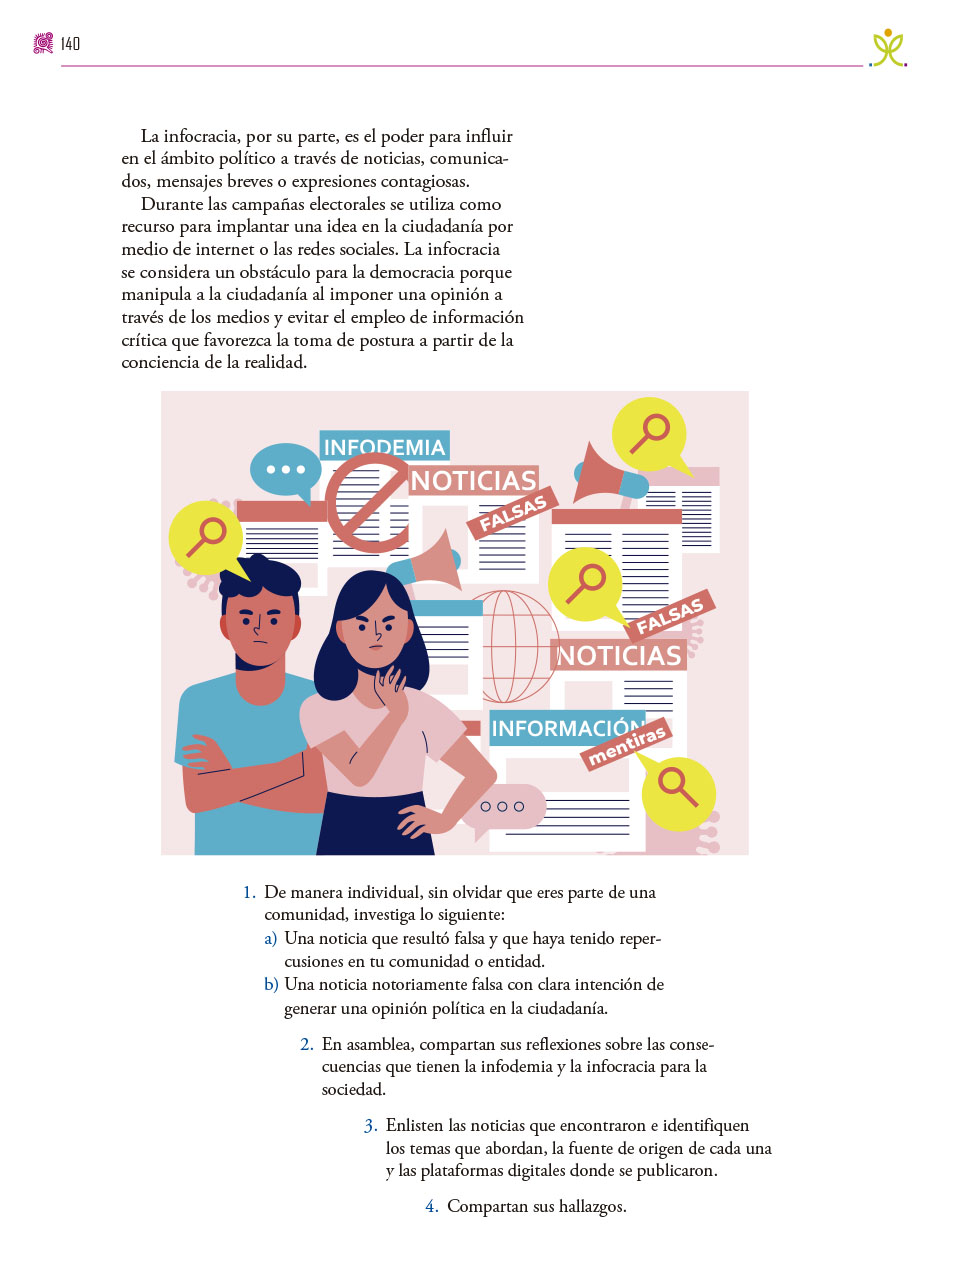 140
La infocracia, por su parte, es el poder para influir
en el ámbito político a través de noticias, comunica-
dos, mensajes breves o expresiones contagiosas.
Durante las campañas electorales se utiliza como
recurso para implantar una idea en la ciudadanía por
medio de internet o las redes sociales. La infocracia
se considera un obstáculo para la democracia porque
manipula a la ciudadanía al imponer una opinión a
través de los medios y evitar el empleo de información
crítica que favorezca la toma de postura a partir de la
conciencia de la realidad.
INFODEMIA
NOTICIAS
FALSAS
FALSAS
NOTICIAS
INFORMACIÓN
mentiras
1. De manera individual, sin olvidar que eres parte de una
comunidad, investiga lo siguiente:
a) Una noticia que resultó falsa y que haya tenido reper-
cusiones en tu comunidad o entidad.
b) Una noticia notoriamente falsa con clara intención de
generar una opinión política en la ciudadanía.
2. En asamblea, compartan sus reflexiones sobre las conse-
cuencias que tienen la infodemia y la infocracia para la
sociedad.
3. Enlisten las noticias que encontraron e identifiquen
los temas que abordan, la fuente de origen de cada una
y las plataformas digitales donde se publicaron.
4. Compartan sus hallazgos.